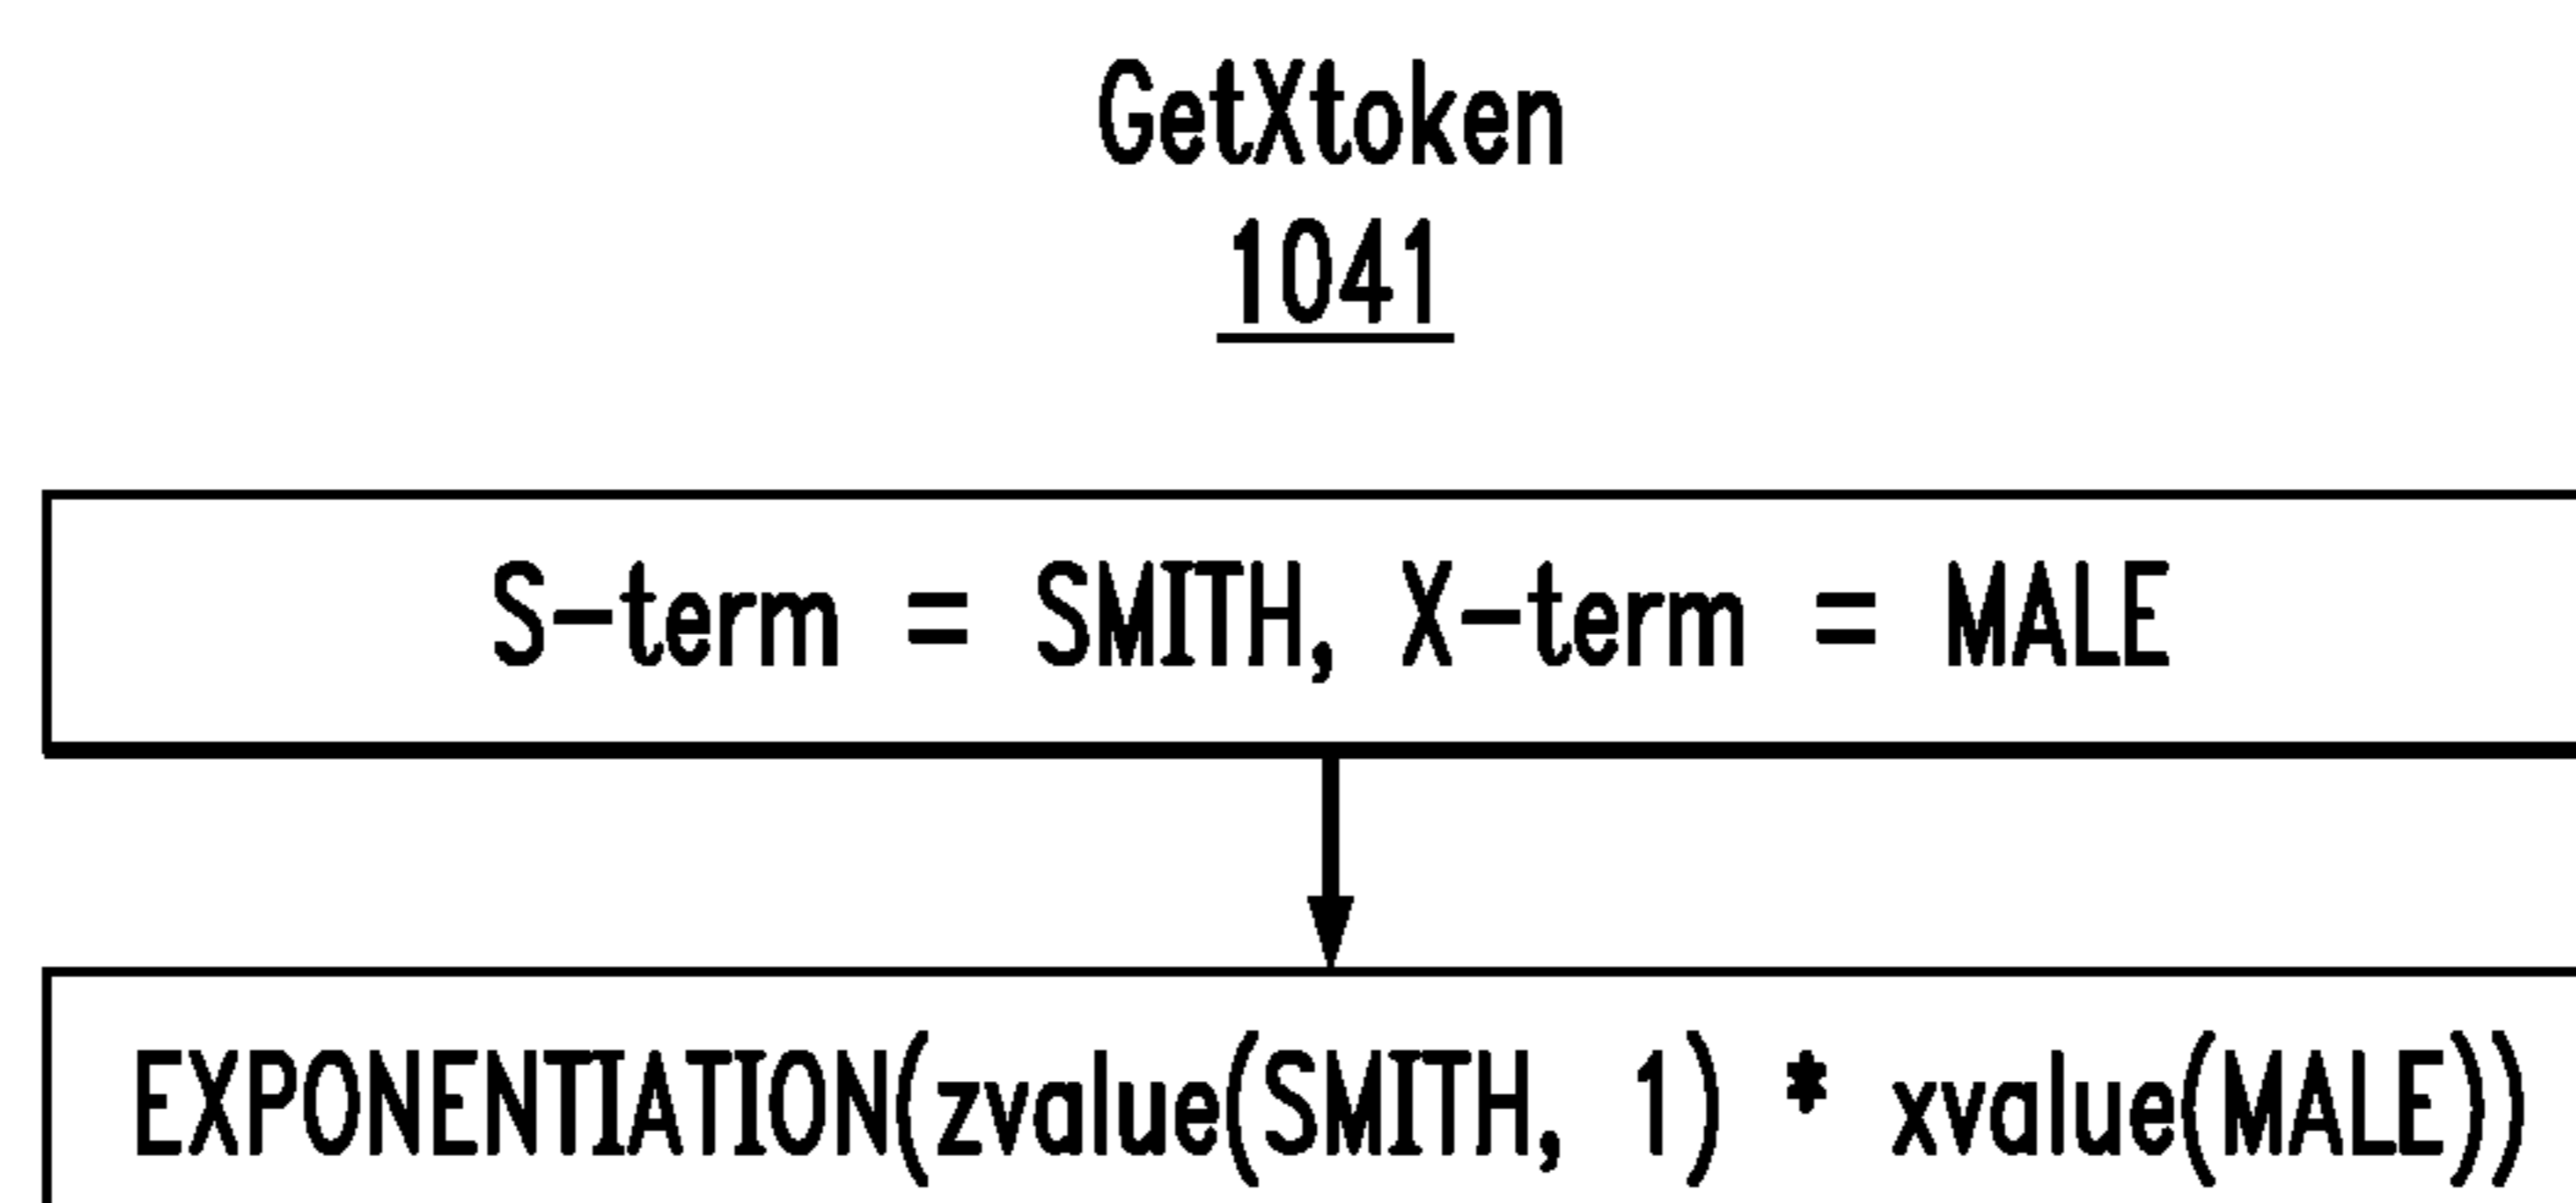 GetXtoken
1041
S-term = SMITH, X-term = MALE
EXPONENTIATION(zvalue(SMITH, 1) * xvalue(MALE))